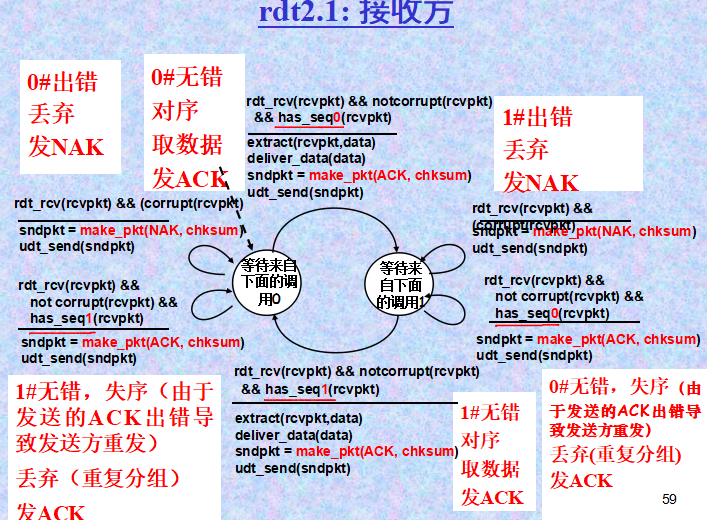 rdt2.1: 接收方
0#出错
丢弃
发NAK
0#无错
对序
取数据
发ACK
rdt_rcv(rcvpkt) && notcorrupt(rcvpkt)
&& has_seq0(rcvpkt)
extract(rcvpkt,data)
deliver_data(data)
sndpkt = make_pkt(ACK, chksum)
udt_send(sndpkt)
1#出错
丢弃
发NAK
rdt_rcv(rcvpkt) && (corrupt(rcvpkt)
sndpkt = make_pkt(NAK, chksum)
udt_send(sndpkt)
rdt_rcv(rcvpkt) &&
not corrupt(rcvpkt) &&
has_seq1(rcvpkt)
sndpkt = make_pkt(ACK, chksum)
udt_send(sndpkt)
等待来自
下面的调
用0
等待来
自下面
的调用1
rdt_rcv(rcvpkt) &&
(corrupt(rcvpkt)
sndpkt = make_pkt(NAK, chksum)
udt_send(sndpkt)
rdt_rcv(rcvpkt) &&
not corrupt(rcvpkt) &&
has_seq0(rcvpkt)
sndpkt = make_pkt(ACK, chksum)
udt_send(sndpkt)
rdt_rcv(rcvpkt) && notcorrupt(rcvpkt)
&& has_seq1(rcvpkt)
extract(rcvpkt,data)
deliver_data(data)
sndpkt = make_pkt(ACK, chksum)
udt_send(sndpkt)
1#无错，失序（由于
发送的ACK出错导
致发送方重发）
丢弃（重复分组）
发ACK
1#无错
对序
取数据
发ACK
0#无错，失序（由
于发送的ACK出错导
致发送方重发）
丢弃(重复分组)
发ACK
59